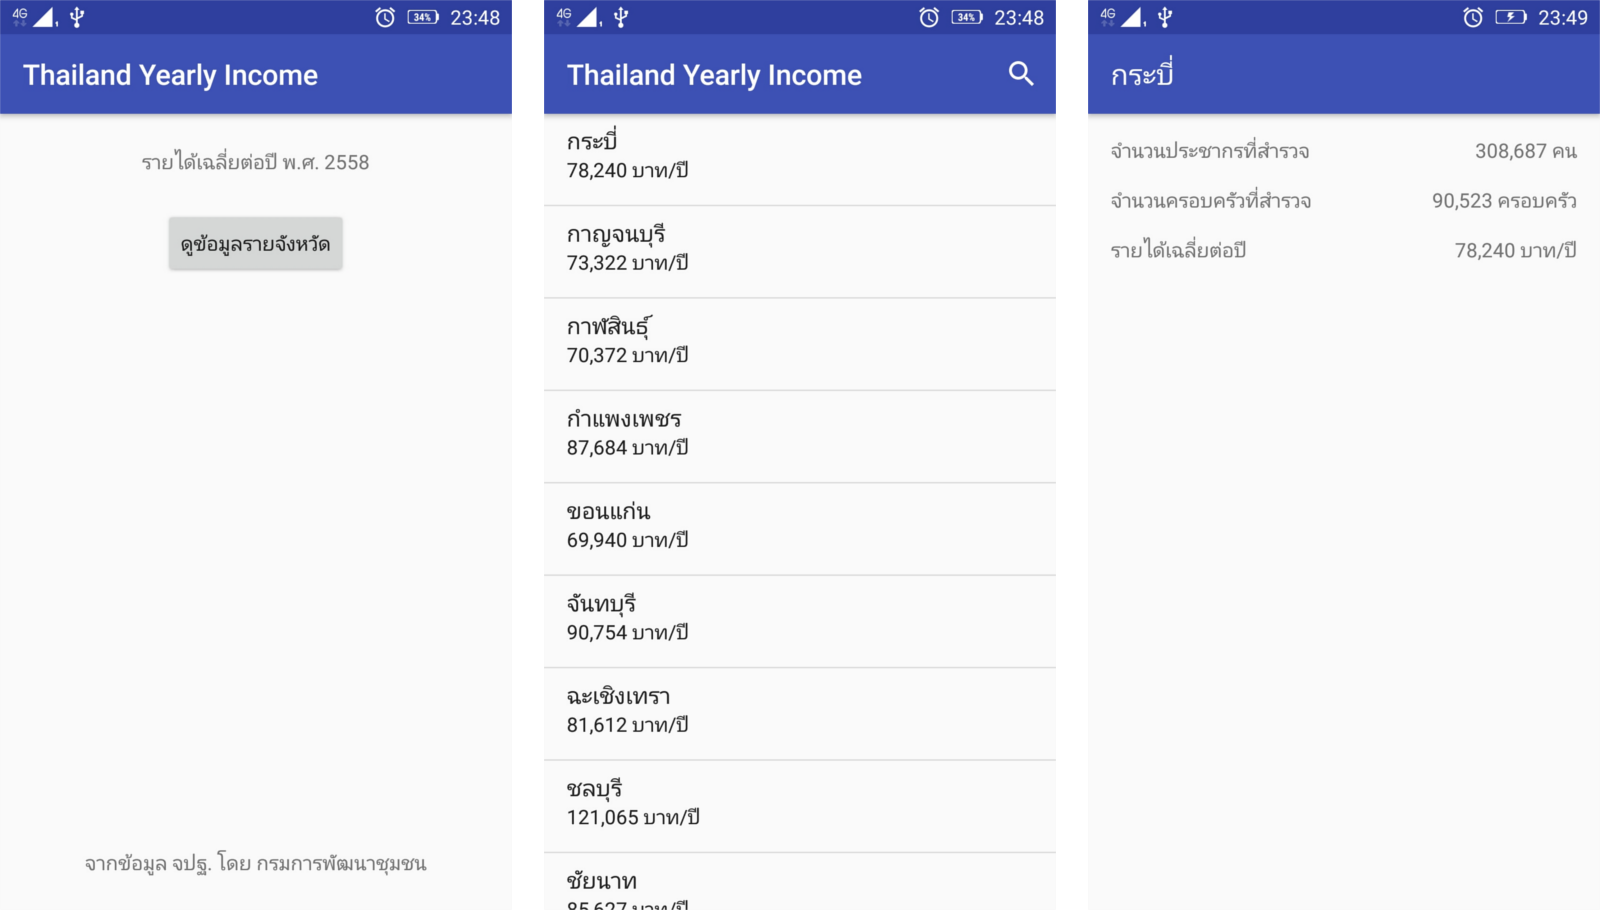 4G 34% 23:48
Thailand Yearly Income
รายได้เฉลี่ยต่อปี พ.ศ. 2558
ดูข้อมูลรายจังหวัด
จากข้อมูล จปฐ. โดย กรมการพัฒนาชุมชน
4G 34% 23:48
Thailand Yearly Income
กระบี่
78,240 บาท/ปี
กาญจนบุรี
73,322 บาท/ปี
กาฬสินธุ์
70,372 บาท/ปี
กำแพงเพชร
87,684 บาท/ปี
ขอนแก่น
69,940 บาท/ปี
จันทบุรี
90,754 บาท/ปี
ฉะเชิงเทรา
81,612 บาท/ปี
ชลบุรี
121,065 บาท/ปี
ชัยนาท
85,627 บาท/ปี
4G 23:49
กระบี่
จำนวนประชากรที่สำรวจ 308,687 คน
จำนวนครอบครัวที่สำรวจ 90,523 ครอบครัว
รายได้เฉลี่ยต่อปี 78,240 บาท/ปี